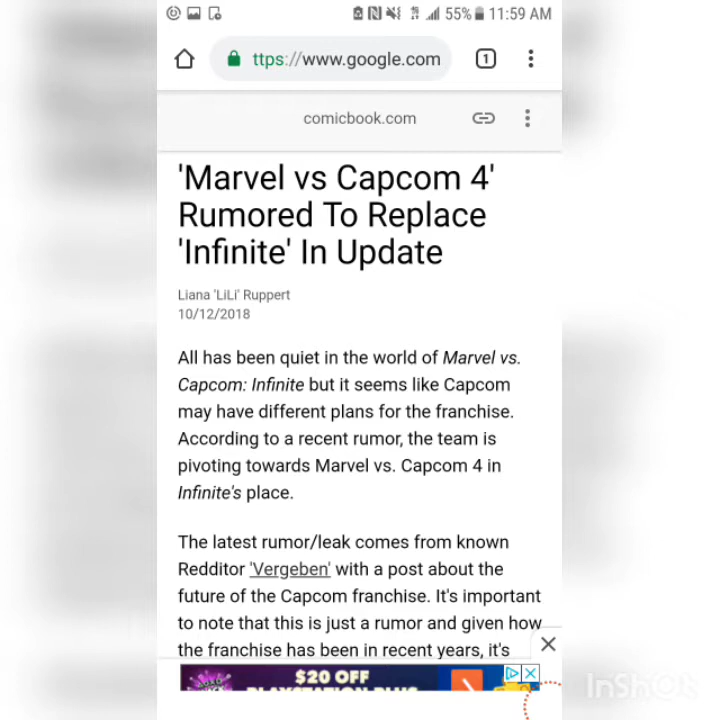 55% 11:59 AM
ttps://www.google.com
1
comicbook.com
'Marvel vs Capcom 4'
Rumored To Replace
'Infinite' In Update
Liana 'LiLi' Ruppert
10/12/2018
All has been quiet in the world of Marvel vs.
Capcom: Infinite but it seems like Capcom
may have different plans for the franchise.
According to a recent rumor, the team is
pivoting towards Marvel vs. Capcom 4 in
Infinite's place.
The latest rumor/leak comes from known
Redditor 'Vergeben' with a post about the
future of the Capcom franchise. It's important
to note that this is just a rumor and given how
the franchise has been in recent years, it's
$20 OFF
PLAYSTATION PLUS
InShOt